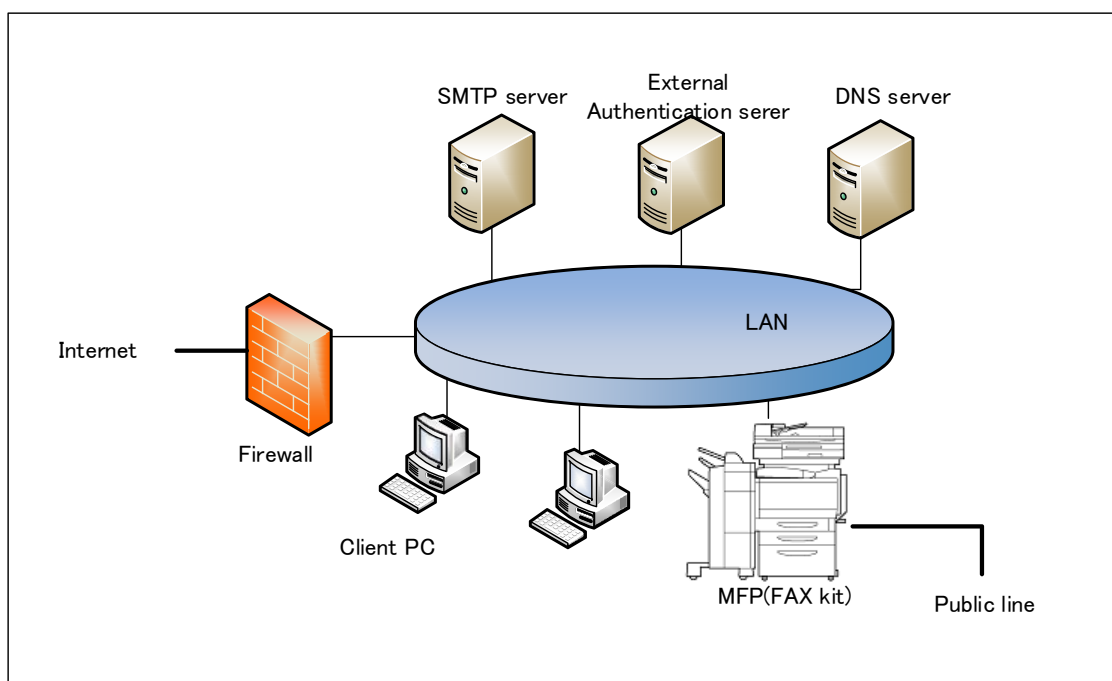 SMTP server
External
Authentication serer
DNS server
LAN
Internet
Firewall
Client PC
MFP(FAX kit)
Public line